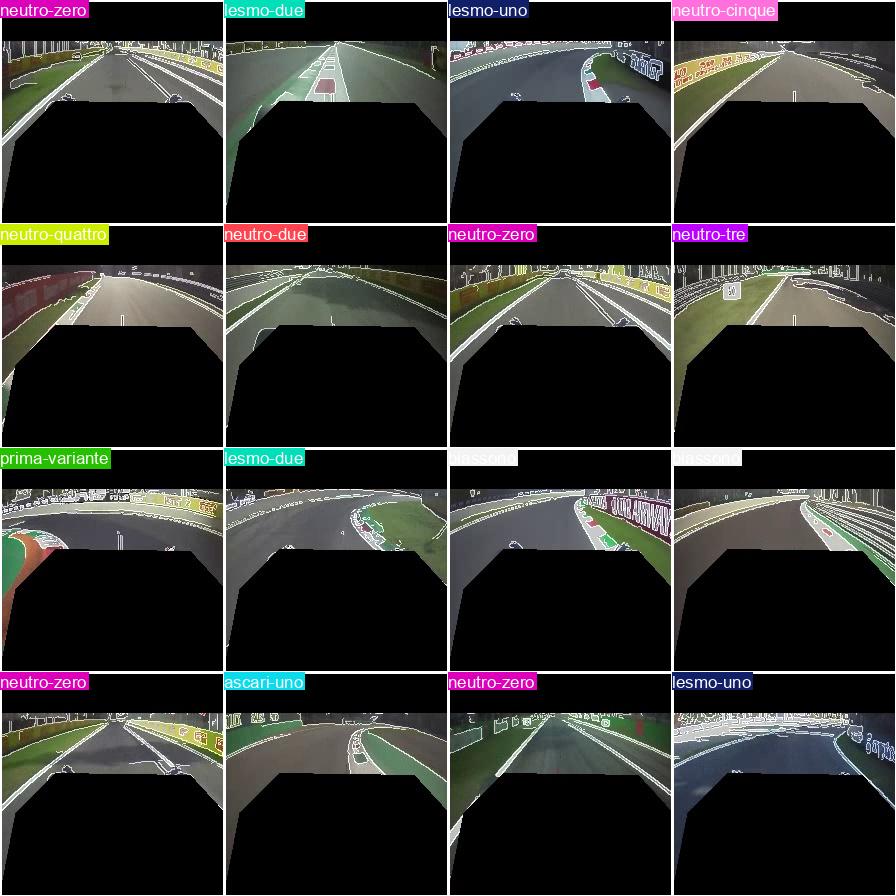 neutro-zero
lesmo-due
lesmo-uno
neutro-cinque
neutro-quattro
neutro-due
neutro-zero
neutro-tre
prima-variante
lesmo-due
biassono
biassono
neutro-zero
ascari-uno
neutro-zero
lesmo-uno